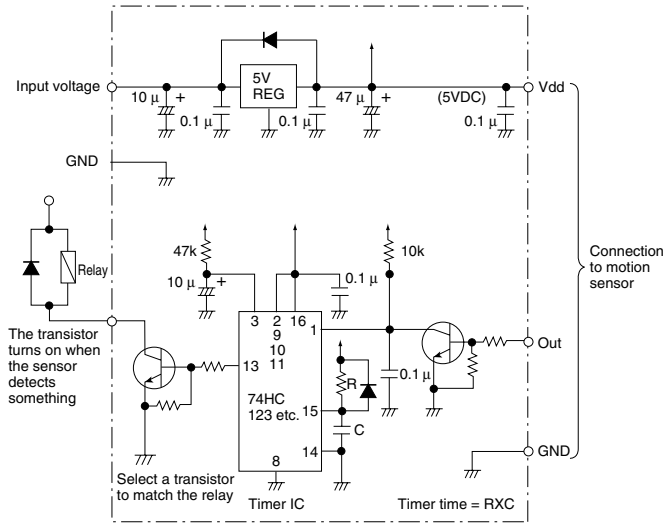 Input voltage
10 μ
+
0.1 μ
5V
REG
0.1 μ
47 μ
+
(5VDC)
0.1 μ
Vdd
GND
Relay
47k
10 μ
+
0.1 μ
10k
Connection
to motion
sensor
3
2
16
9
10
11
1
13
74HC
123 etc.
15
14
8
R
C
0.1 μ
Out
GND
The transistor
turns on when
the sensor
detects
something
Select a transistor
to match the relay
Timer IC
Timer time = RXC